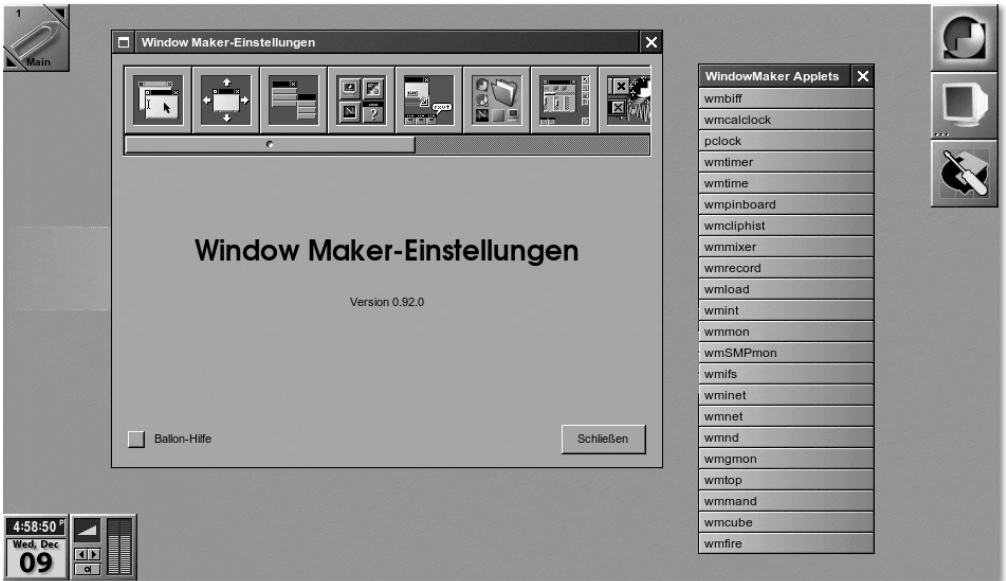 1
Main
Window Maker-Einstellungen
Window Maker-Einstellungen
Version 0.92.0
Ballon-Hilfe
Schließen
WindowMaker Applets
wmbiff
wmcalclock
pclock
wmtimer
wmtime
wmpinboard
wmcliphist
wmmixer
wmrecord
wmload
wmint
wmmon
wmSMPmon
wmifs
wminet
wmnet
wmnd
wmgmon
wmtop
wmmand
wmcube
wmfire
4:58:50 P
Wed, Dec
09